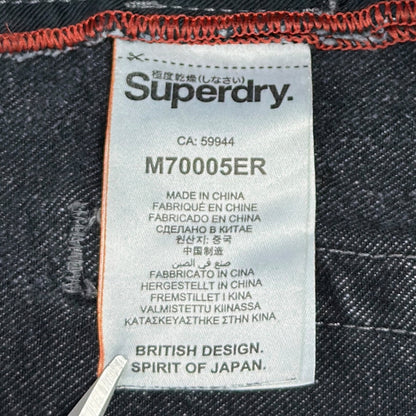 極度乾燥(しなさい)
Superdry.
CA: 59944
M70005ER
MADE IN CHINA
FABRIQUÉ EN CHINE
FABRICADO EN CHINA
СДЕЛАНО В КИТАЕ
원산지: 중국
中国制造
صنع في الصين
FABBRICATO IN CINA
HERGESTELLT IN CHINA
FREMSTILLET I KINA
VALMISTETTU KIINASSA
ΚΑΤΑΣΚΕΥΑΣΤΗΚΕ ΣΤΗΝ ΚΙΝΑ
BRITISH DESIGN.
SPIRIT OF JAPAN.